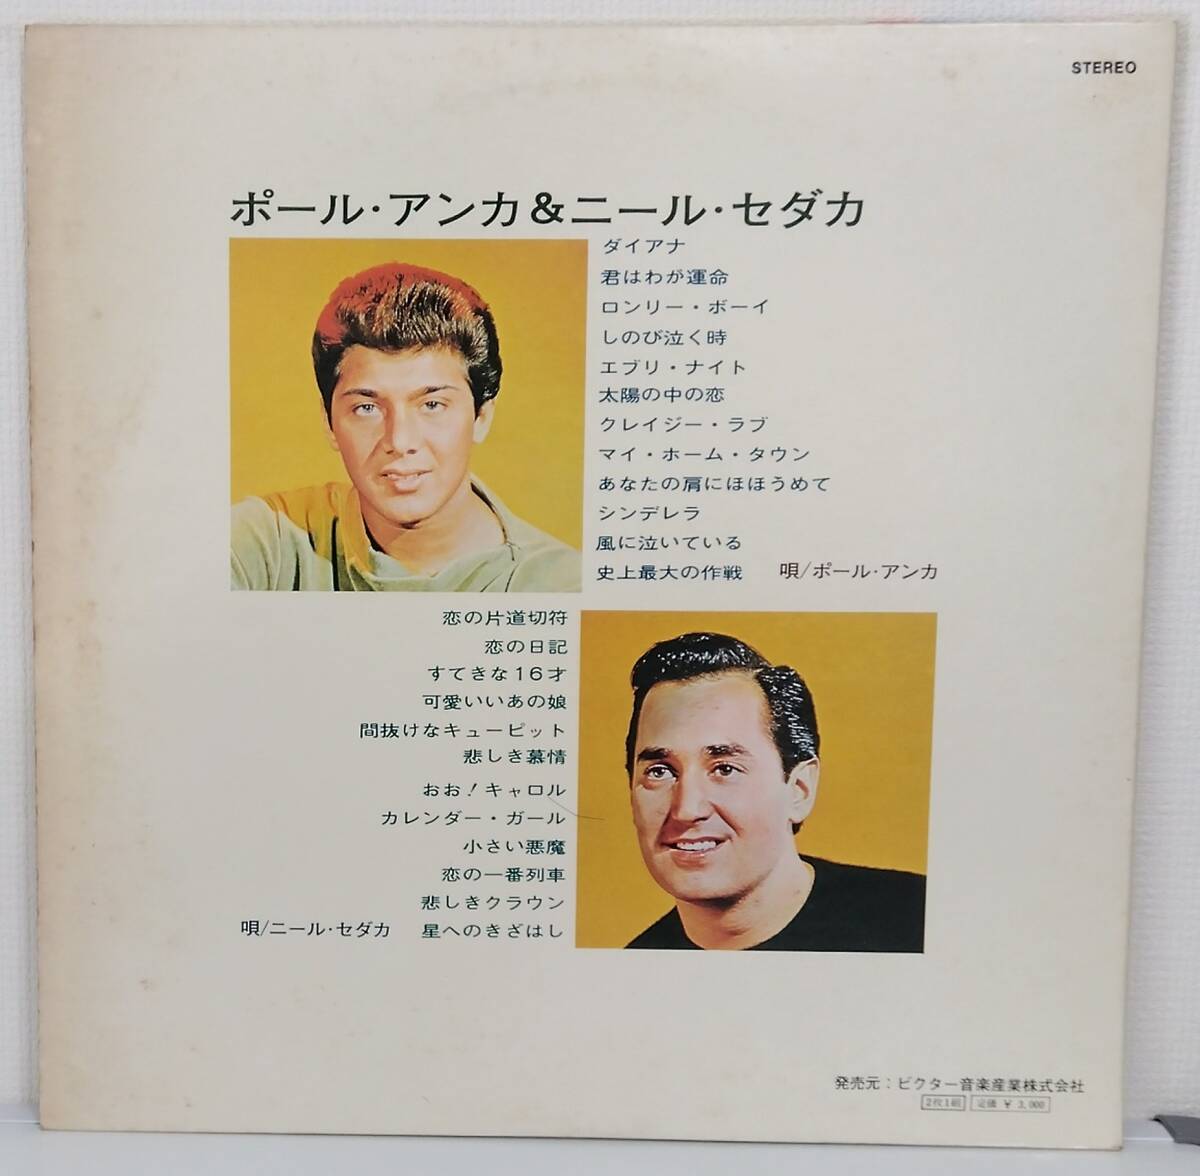 STEREO
ポール・アンカ&ニール・セダカ
ダイアナ
君はわが運命
ロンリー・ボーイ
しのび泣く時
エブリ・ナイト
太陽の中の恋
クレイジー・ラブ
マイ・ホーム・タウン
あなたの肩にほほうめて
シンデレラ
風に泣いている
史上最大の作戦 唄/ポール・アンカ
恋の片道切符
恋の日記
すてきな16才
可愛いいあの娘
間抜けなキューピット
悲しき慕情
おお!キャロル
カレンダー・ガール
小さい悪魔
恋の一番列車
悲しきクラウン
唄/ニール・セダカ 星へのきざはし
発売元:ビクター音楽産業株式会社
2枚1組 定価 ¥ 3,000